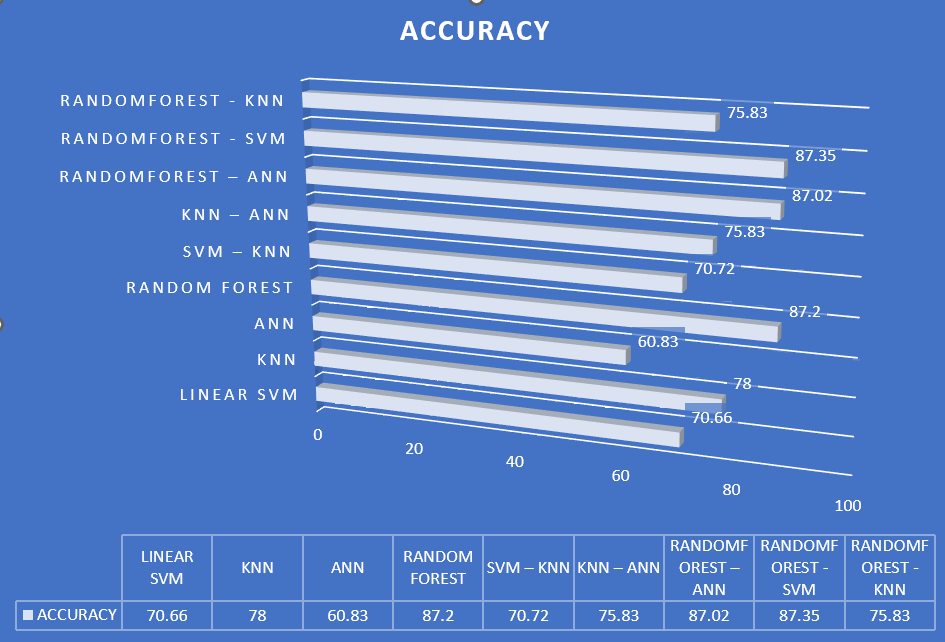 ACCURACY
RANDOMFOREST - KNN
75.83
RANDOMFOREST - SVM
87.35
RANDOMFOREST – ANN
87.02
KNN – ANN
75.83
SVM – KNN
70.72
RANDOM FOREST
87.2
ANN
60.83
KNN
78
LINEAR SVM
70.66
0
20
40
60
80
100
LINEAR
SVM
KNN
ANN
RANDOM
FOREST
SVM – KNN
KNN – ANN
RANDOMF
OREST –
ANN
RANDOMF
OREST -
SVM
RANDOMF
OREST -
KNN
ACCURACY 70.66 78 60.83 87.2 70.72 75.83 87.02 87.35 75.83